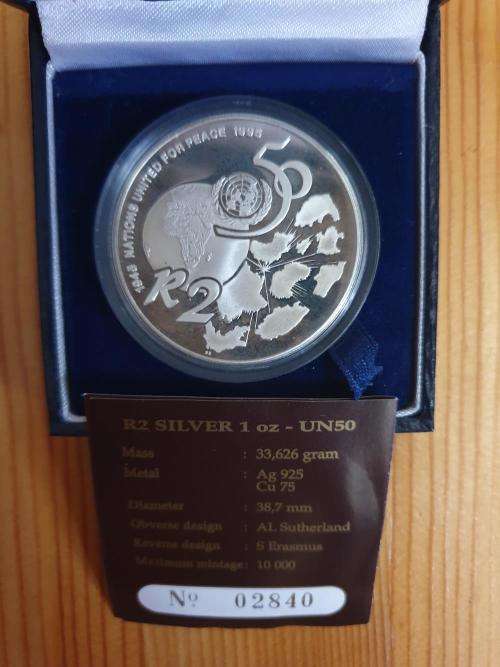 1945 NATIONS UNITED FOR PEACE 1995
50
R2
R2 SILVER 1 oz - UN50
Mass : 33,626 gram
Metal : Ag 925
Cu 75
Diameter : 38,7 mm
Obverse design : AL Sutherland
Reverse design : S Erasmus
Maximum mintage : 10 000
No. 02840